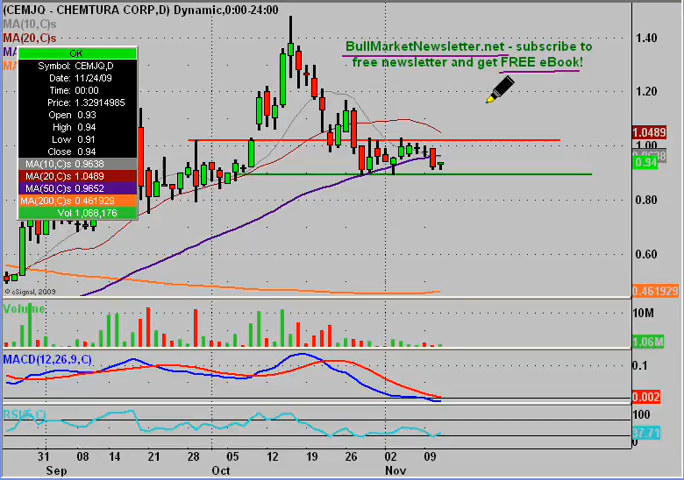 (CEMJQ - CHEMTURA CORP,D) Dynamic,0:00-24:00
MA(10,C)s
MA(20,C)s
OK
Symbol: CEMJQ,D
Date: 11/24/09
Time: 00:00
Price: 1.32914985
Open 0.93
High 0.94
Low 0.91
Close 0.94
MA(10,C)s 0.9638
MA(20,C)s 1.0489
MA(50,C)s 0.9652
MA(200,C)s 0.461929
Vol 1,068,176
BullMarketNewsletter.net - subscribe to
free newsletter and get FREE eBook!
1.40
1.20
1.0489
1.00
0.94
0.80
0.60
0.461929
© eSignal, 2009
Volume
10M
1.06M
MACD(12,26,9,C)
0.1
0.002
100
37.71
0
31 08 14 21 28 05 12 19 26 02 09
Sep Oct Nov